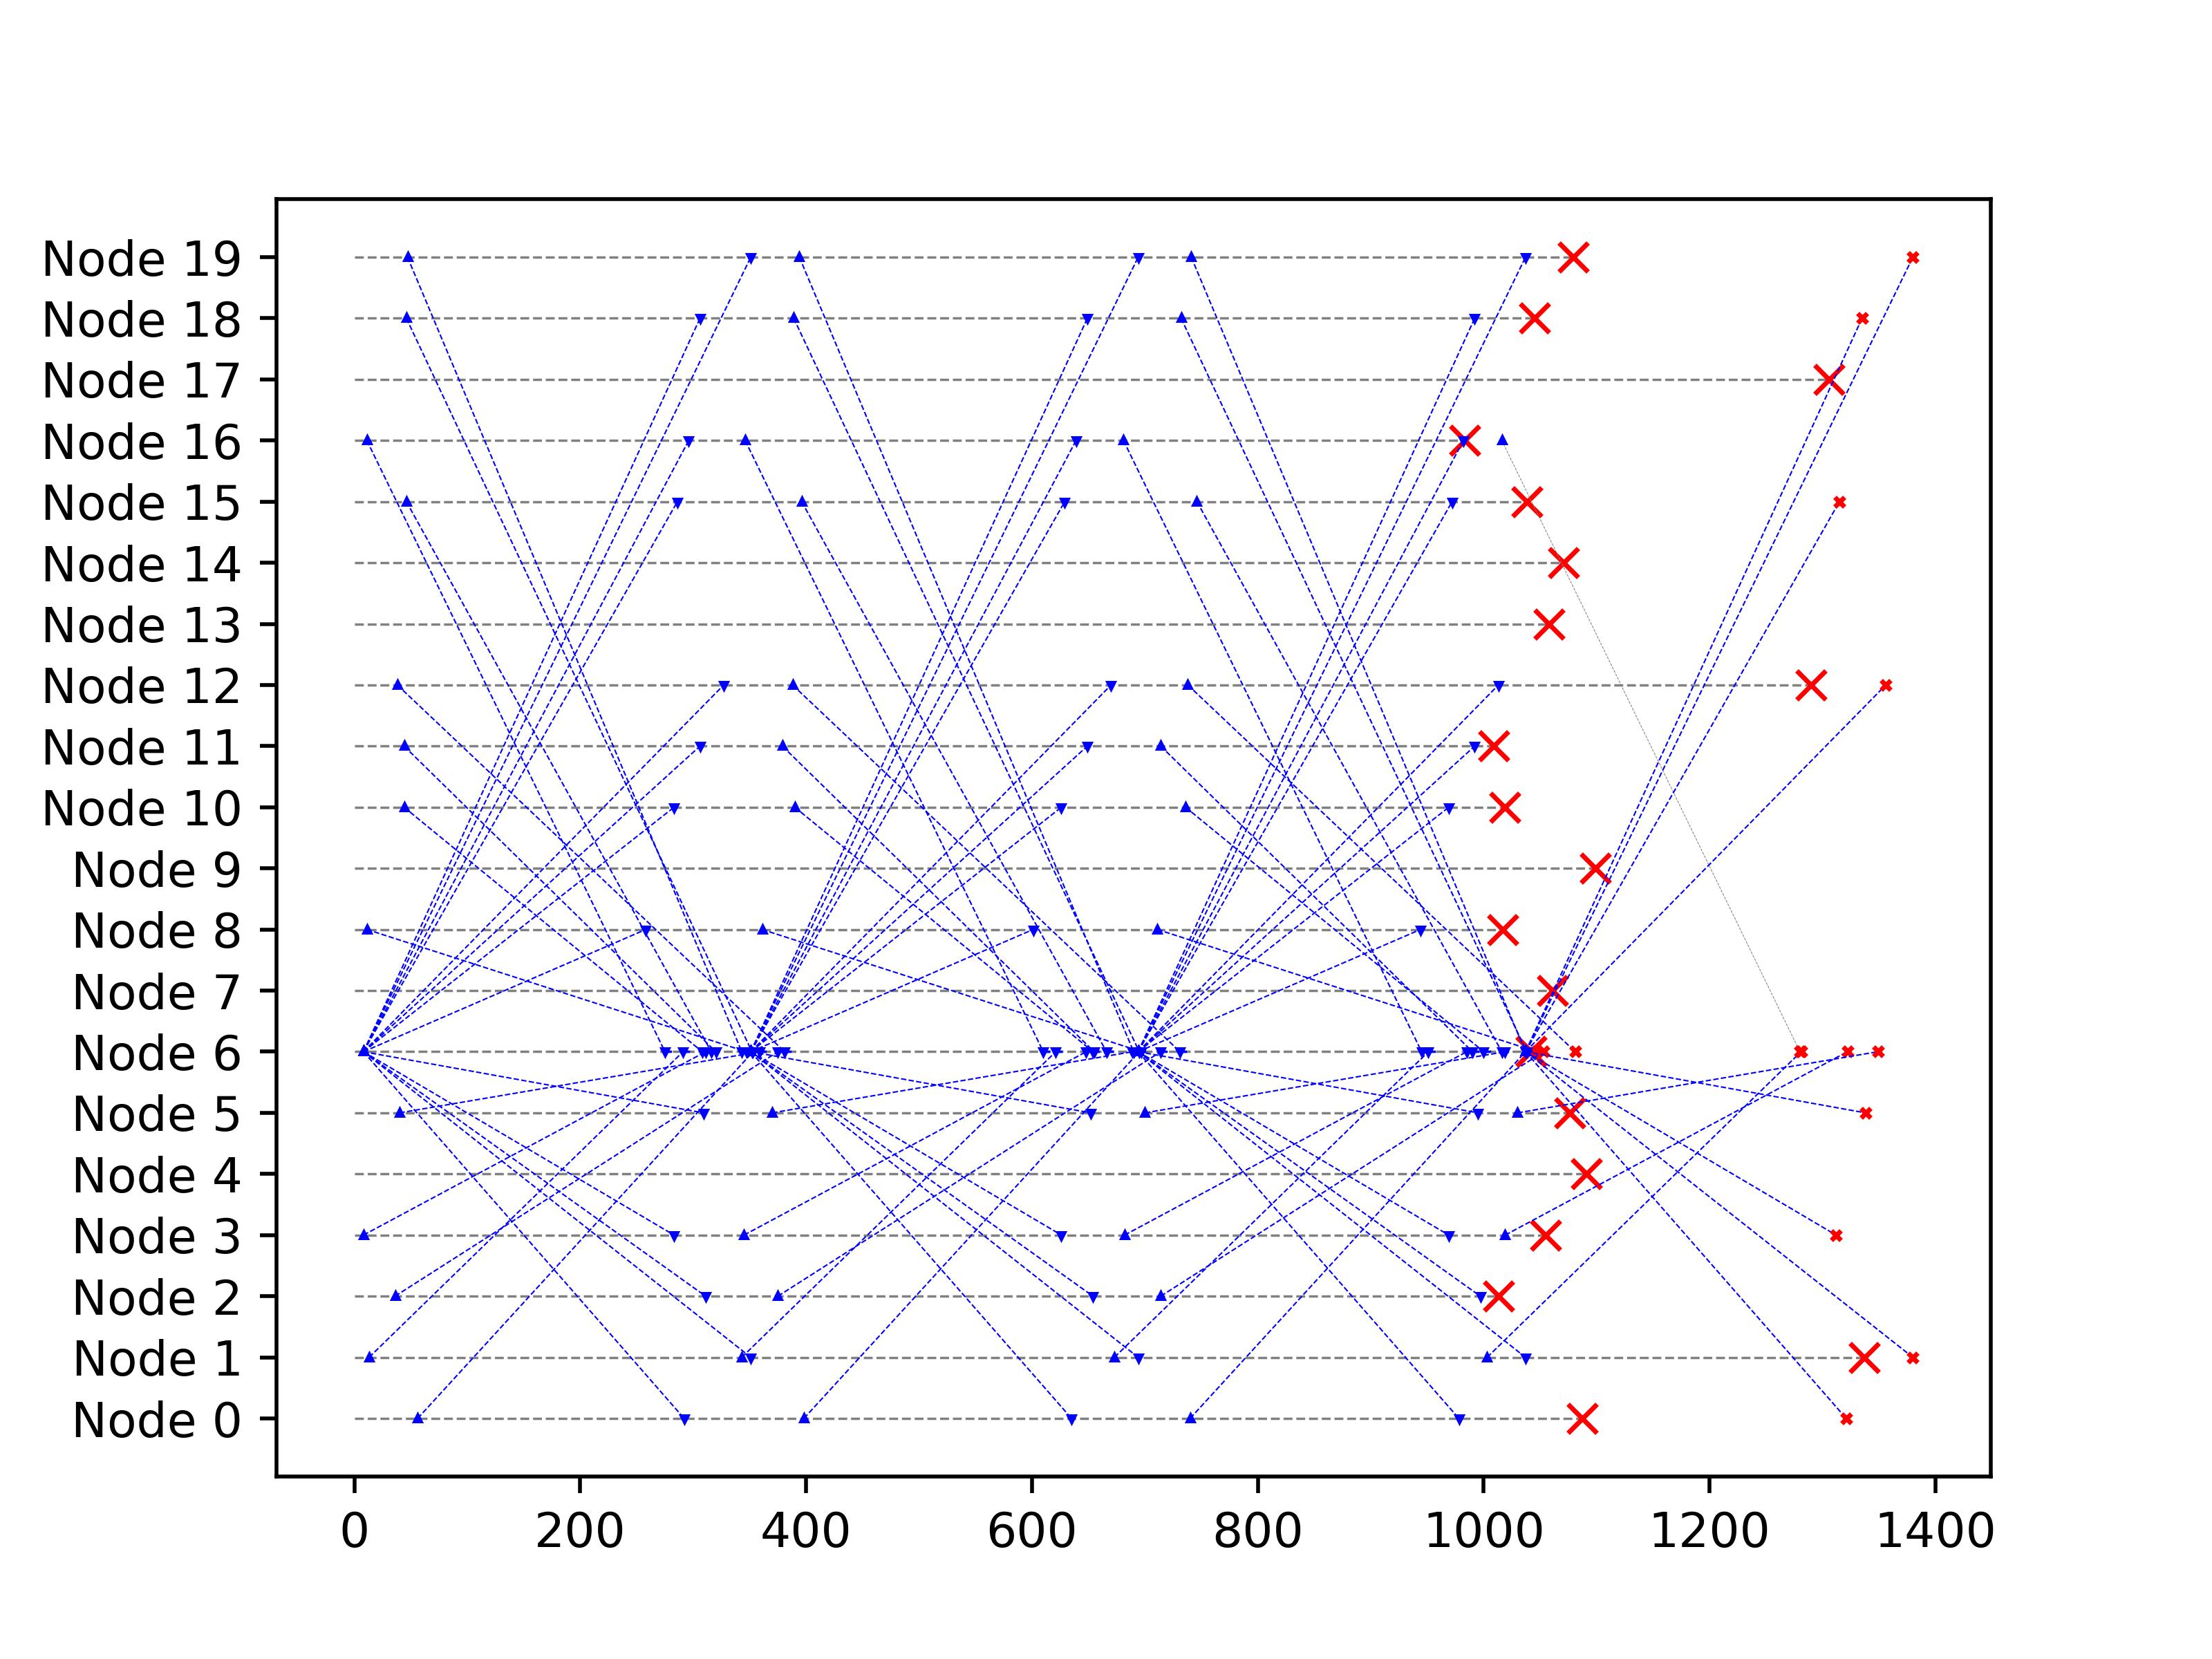 Node 19
Node 18
Node 17
Node 16
Node 15
Node 14
Node 13
Node 12
Node 11
Node 10
Node 9
Node 8
Node 7
Node 6
Node 5
Node 4
Node 3
Node 2
Node 1
Node 0
0 200 400 600 800 1000 1200 1400